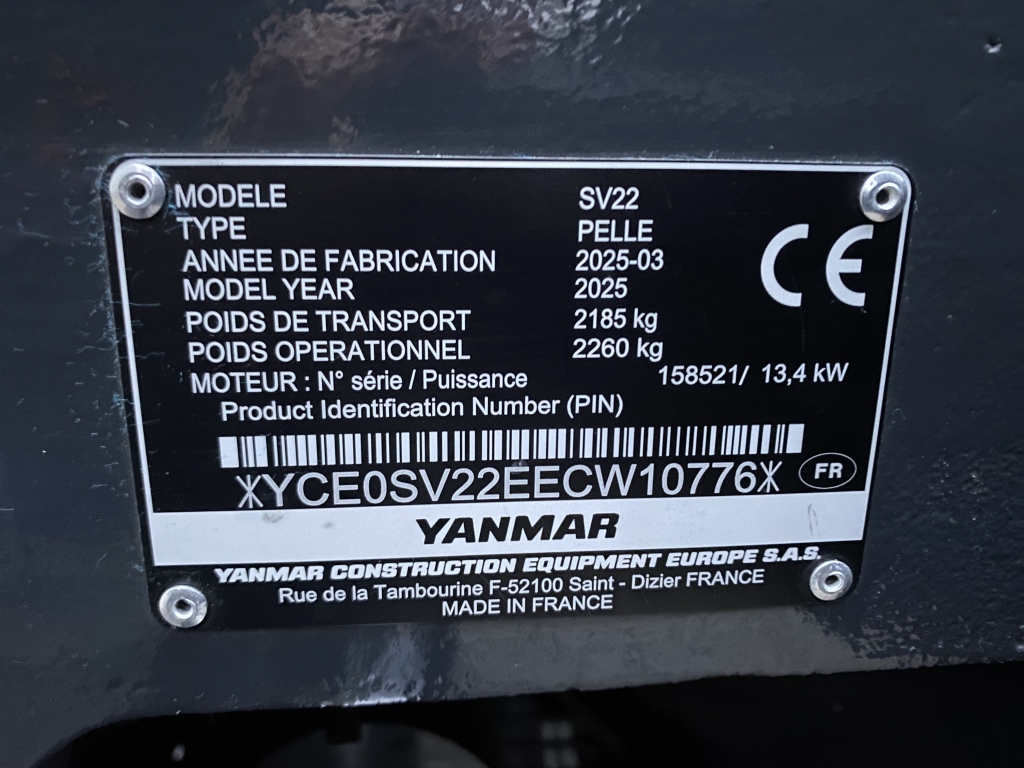 MODELE SV22
TYPE PELLE
ANNEE DE FABRICATION 2025-03
MODEL YEAR 2025
POIDS DE TRANSPORT 2185 kg
POIDS OPERATIONNEL 2260 kg
MOTEUR : N° série / Puissance 158521/ 13,4 kW
Product Identification Number (PIN)
CE
*YCE0SV22EECW10776*
FR
YANMAR
YANMAR CONSTRUCTION EQUIPMENT EUROPE S.A.S.
Rue de la Tambourine F-52100 Saint - Dizier FRANCE
MADE IN FRANCE